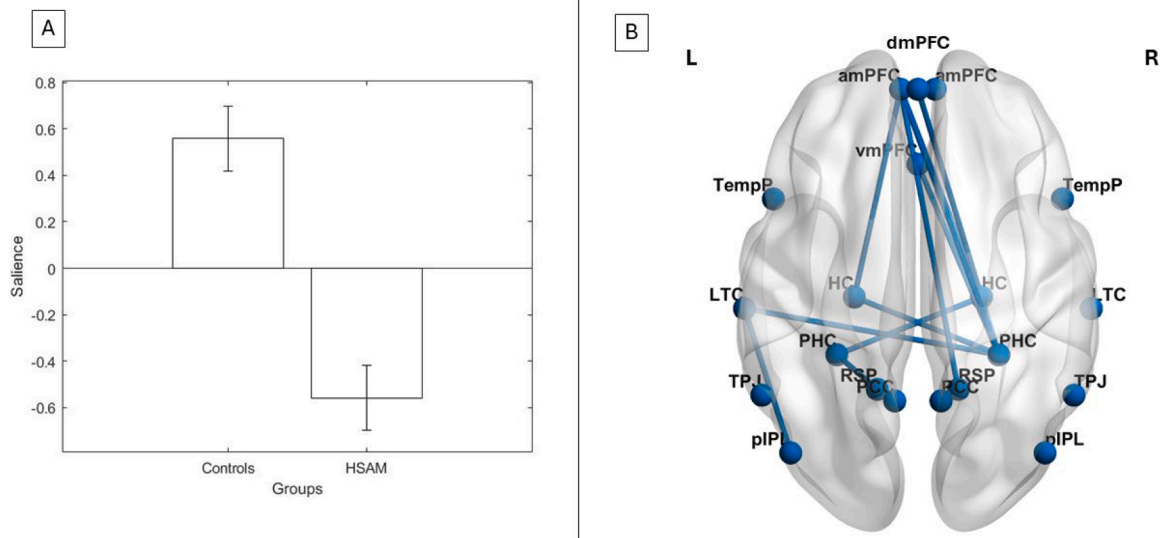 A
0.8
0.6
0.4
0.2
0
-0.2
-0.4
-0.6
Salience
Controls HSAM
Groups
B
dmPFC
L R
amPFC amPFC
vmPFC
TempP TempP
HC HC
LTC LTC
PHC PHC
RSP RSP
TPJ PCC PCC TPJ
pIPL pIPL